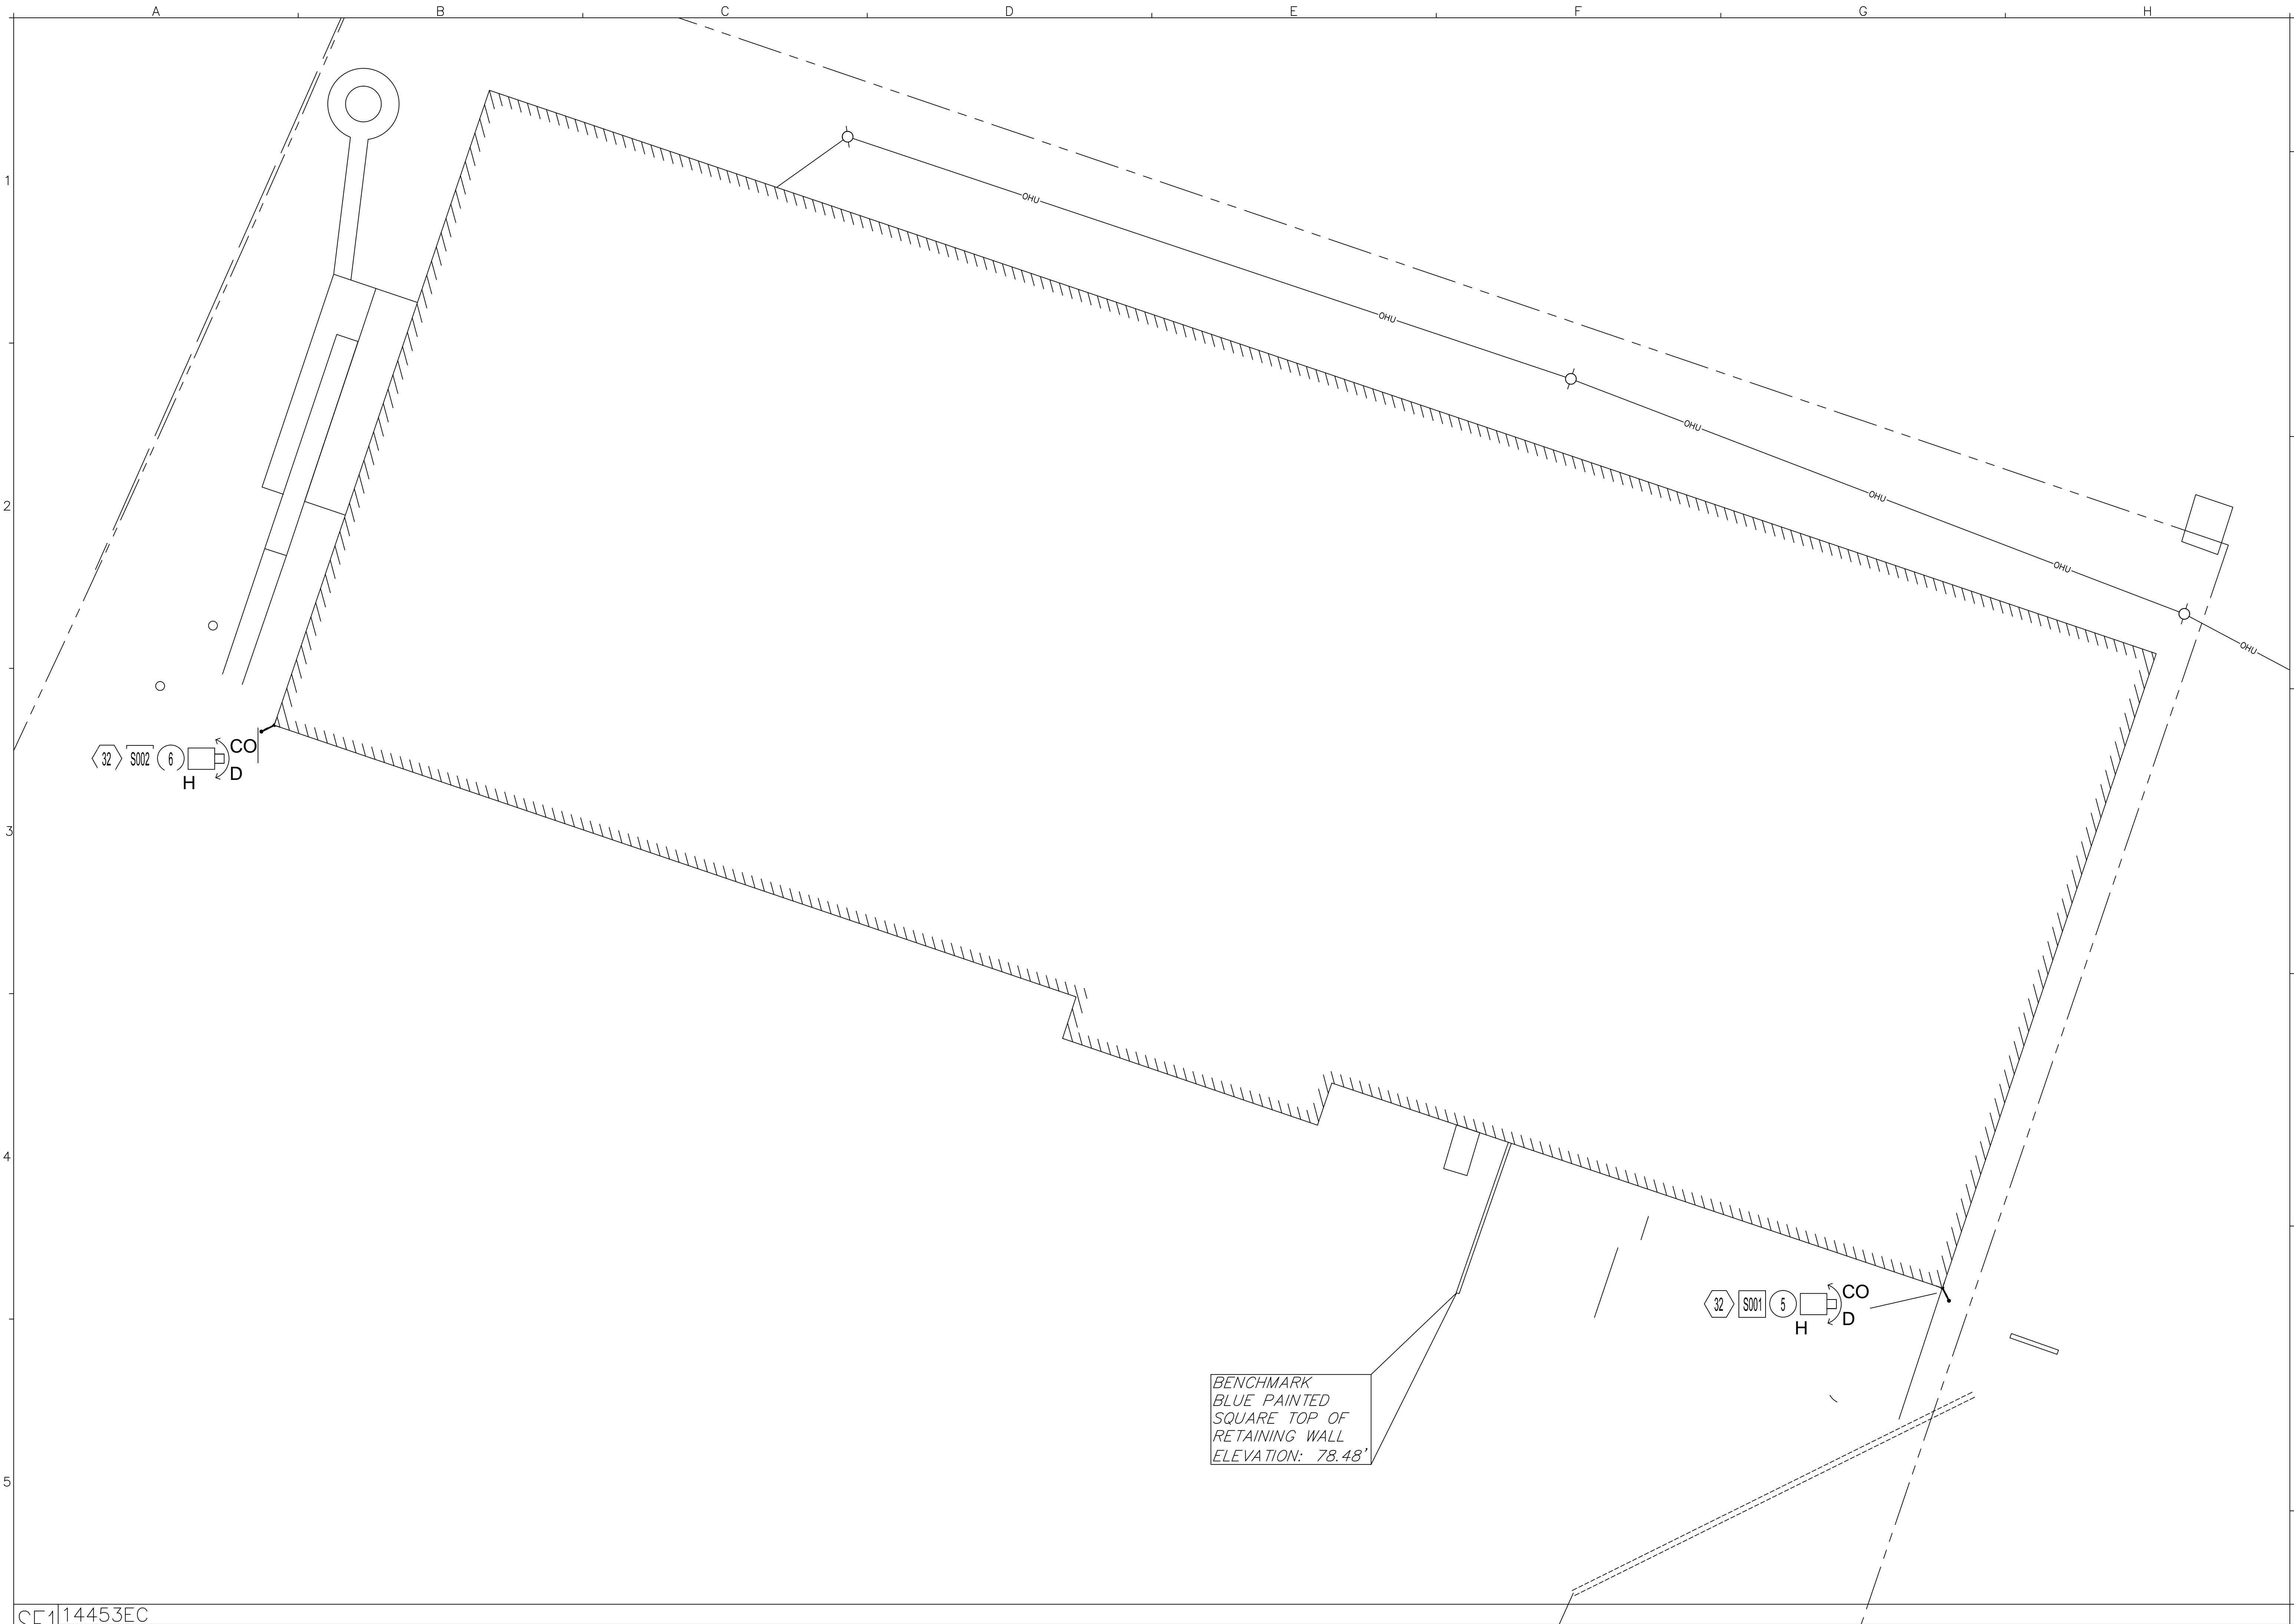 A B C D E F G H
1
OHU
OHU
OHU
2
OHU
OHU
OHU
32 S002 6 CO
H D
3
4
32 S001 5 CO
H D
BENCHMARK
BLUE PAINTED
SQUARE TOP OF
RETAINING WALL
ELEVATION: 78.48'
5
14453EC